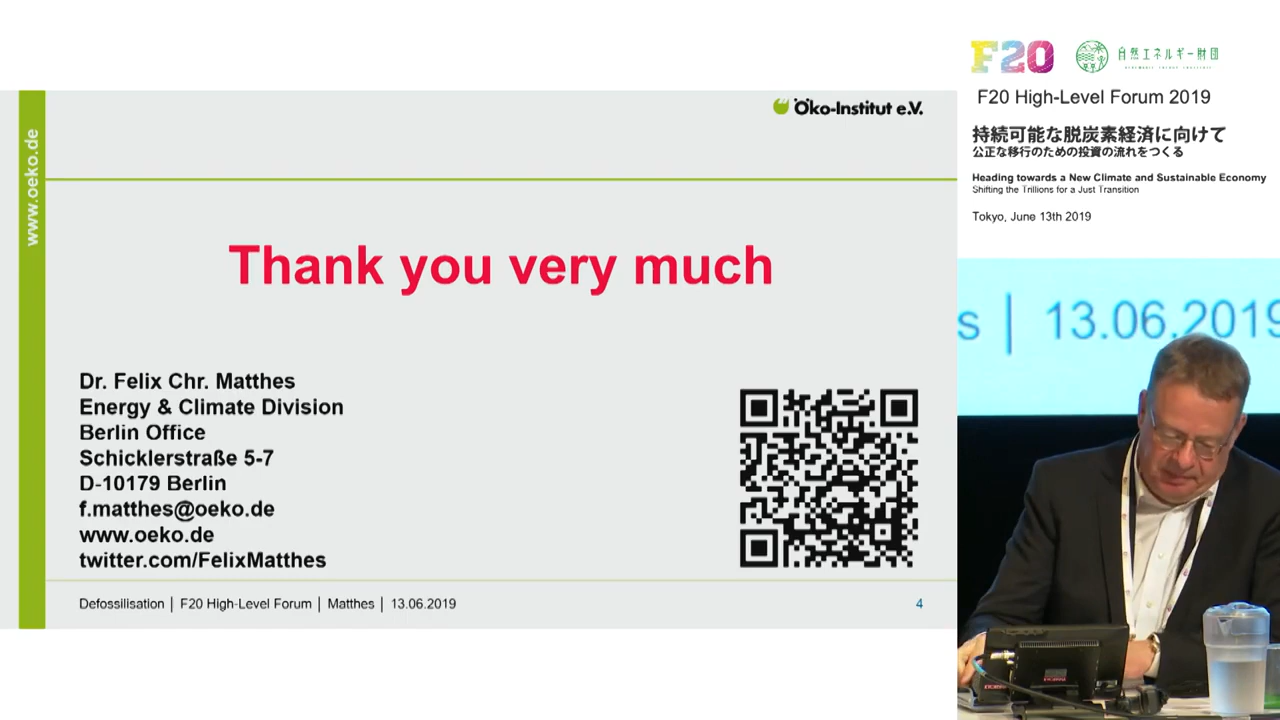 www.oeko.de
Öko-Institut e.V.
Thank you very much
Dr. Felix Chr. Matthes
Energy & Climate Division
Berlin Office
Schicklerstraße 5-7
D-10179 Berlin
f.matthes@oeko.de
www.oeko.de
twitter.com/FelixMatthes
Defossilisation | F20 High-Level Forum | Matthes | 13.06.2019
4
F20
自然エネルギー財団
RENEWABLE ENERGY INSTITUTE
F20 High-Level Forum 2019
持続可能な脱炭素経済に向けて
公正な移行のための投資の流れをつくる
Heading towards a New Climate and Sustainable Economy
Shifting the Trillions for a Just Transition
Tokyo, June 13th 2019
s | 13.06.2019